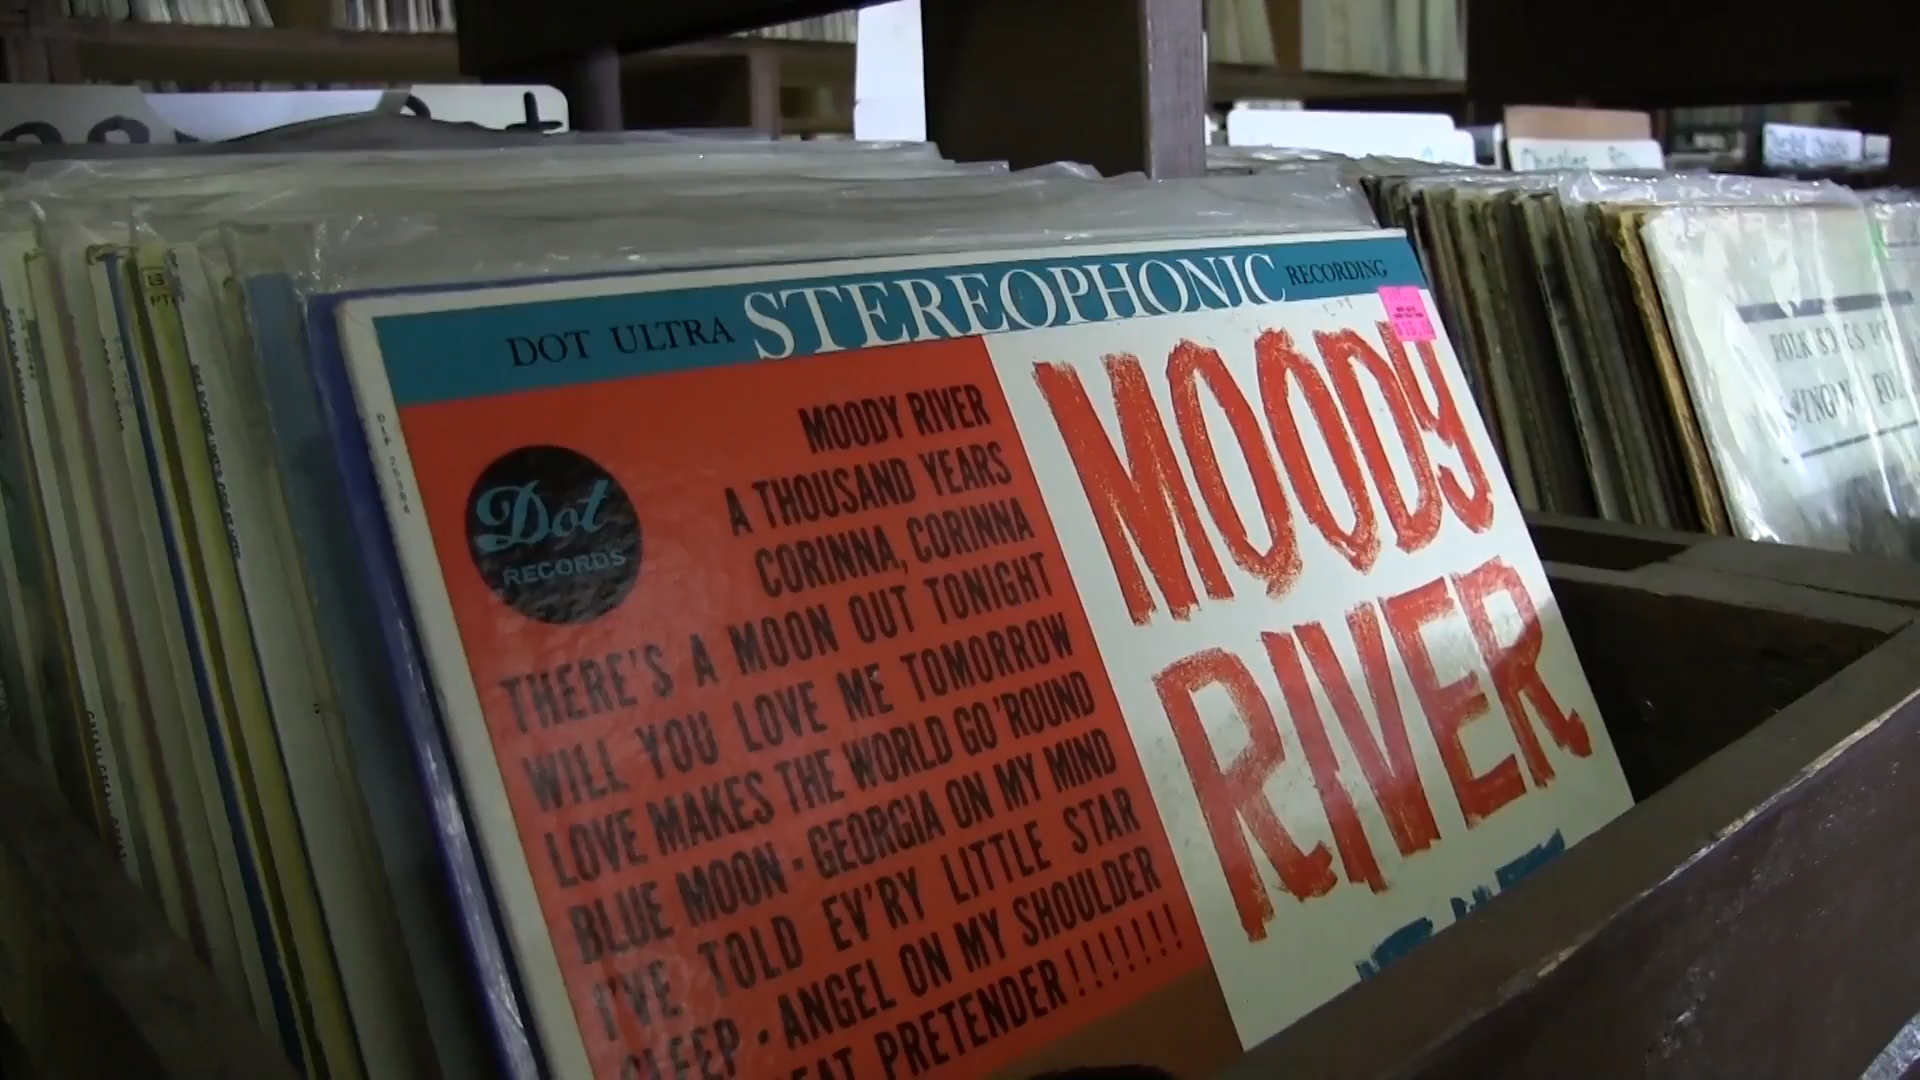 DOT ULTRA STEREOPHONIC RECORDING
Dot
RECORDS
MOODY RIVER
A THOUSAND YEARS
CORINNA, CORINNA
THERE'S A MOON OUT TONIGHT
WILL YOU LOVE ME TOMORROW
LOVE MAKES THE WORLD GO 'ROUND
BLUE MOON • GEORGIA ON MY MIND
I'VE TOLD EV'RY LITTLE STAR
SLEEP • ANGEL ON MY SHOULDER
PRETENDER!!!!!!!
MOODY
RIVER
FOLK